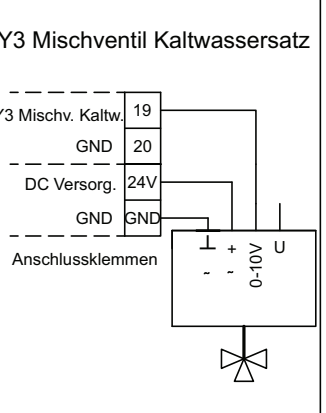 Y3 Mischventil Kaltwassersatz
Y3 Mischv. Kaltw. 19
GND 20
DC Versorg. 24V
GND GND
Anschlussklemmen
⊥ + 0-10V U
~ ~